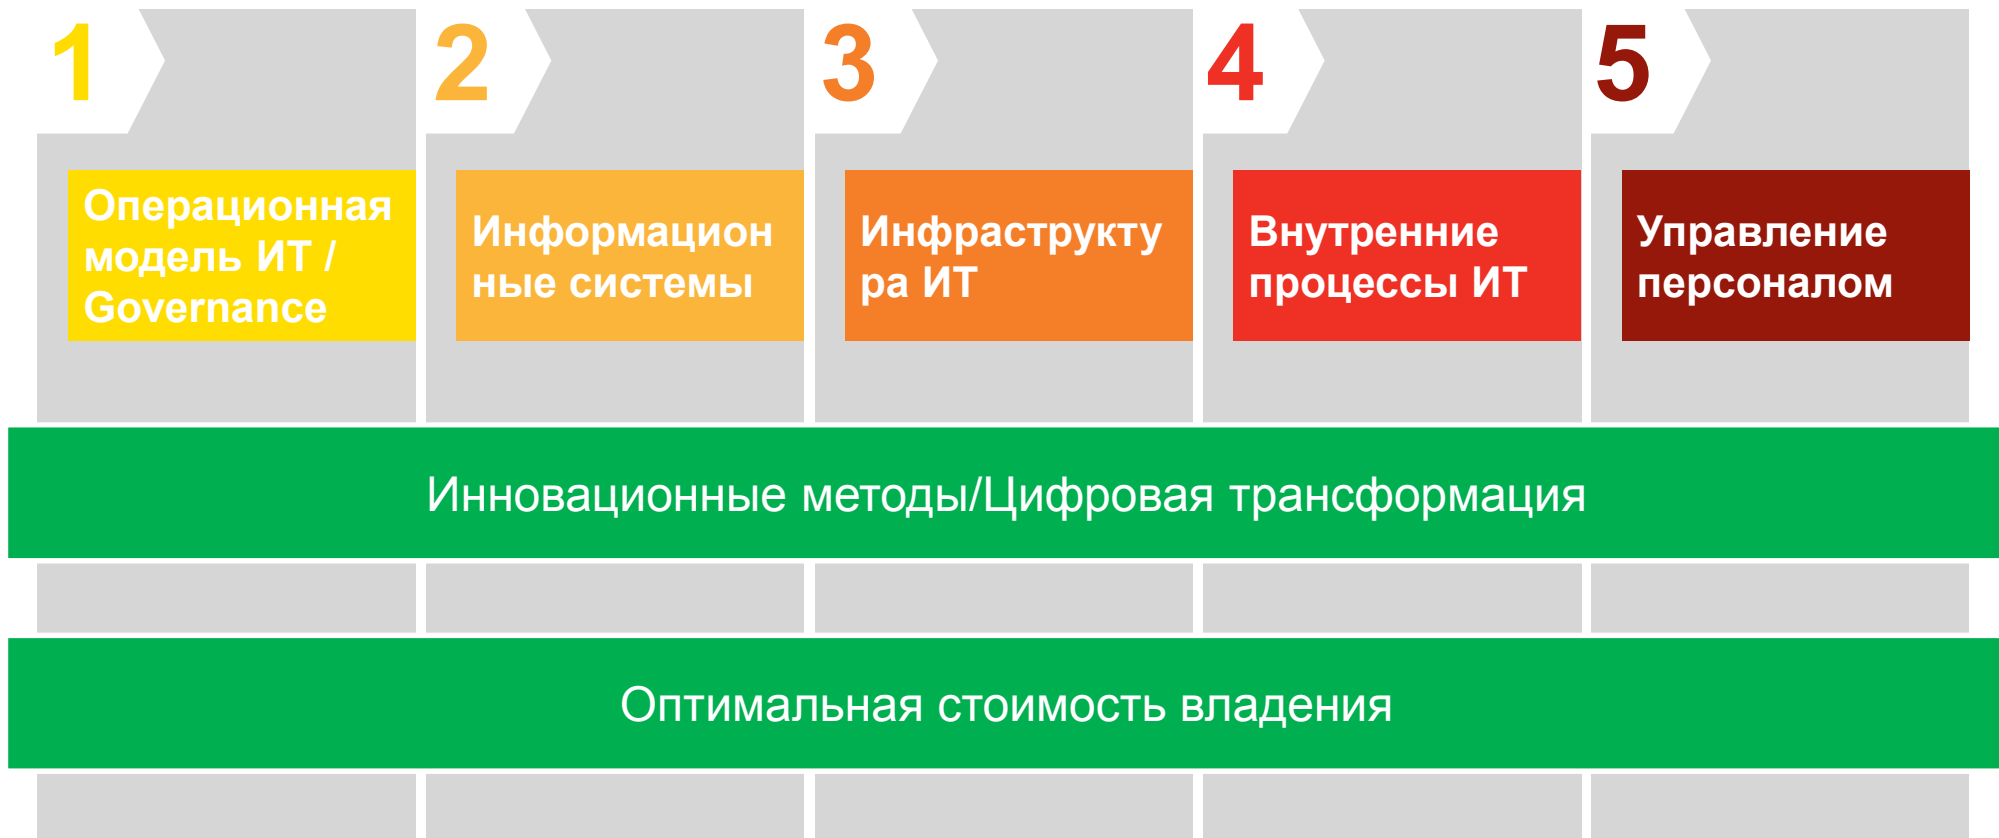 1
2
3
4
5
Операционная
модель ИТ /
Governance
Информацион
ные системы
Инфраструкту
ра ИТ
Внутренние
процессы ИТ
Управление
персоналом
Инновационные методы/Цифровая трансформация
Оптимальная стоимость владения